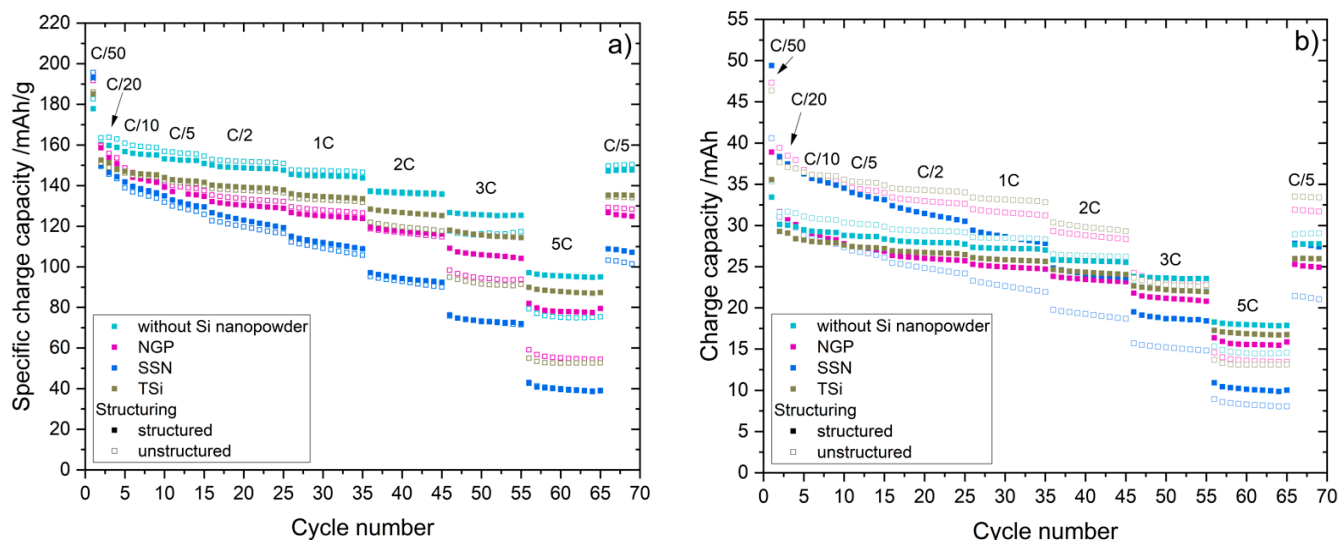 a)
Specific charge capacity /mAh/g
220
200
180
160
140
120
100
80
60
40
20
0
C/50
C/20
C/10
C/5
C/2
1C
2C
3C
5C
C/5
without Si nanopowder
NGP
SSN
TSi
Structuring
structured
unstructured
0 5 10 15 20 25 30 35 40 45 50 55 60 65 70
Cycle number
b)
Charge capacity /mAh
55
50
45
40
35
30
25
20
15
10
5
0
C/50
C/20
C/10
C/5
C/2
1C
2C
3C
5C
C/5
without Si nanopowder
NGP
SSN
TSi
Structuring
structured
unstructured
0 5 10 15 20 25 30 35 40 45 50 55 60 65 70
Cycle number